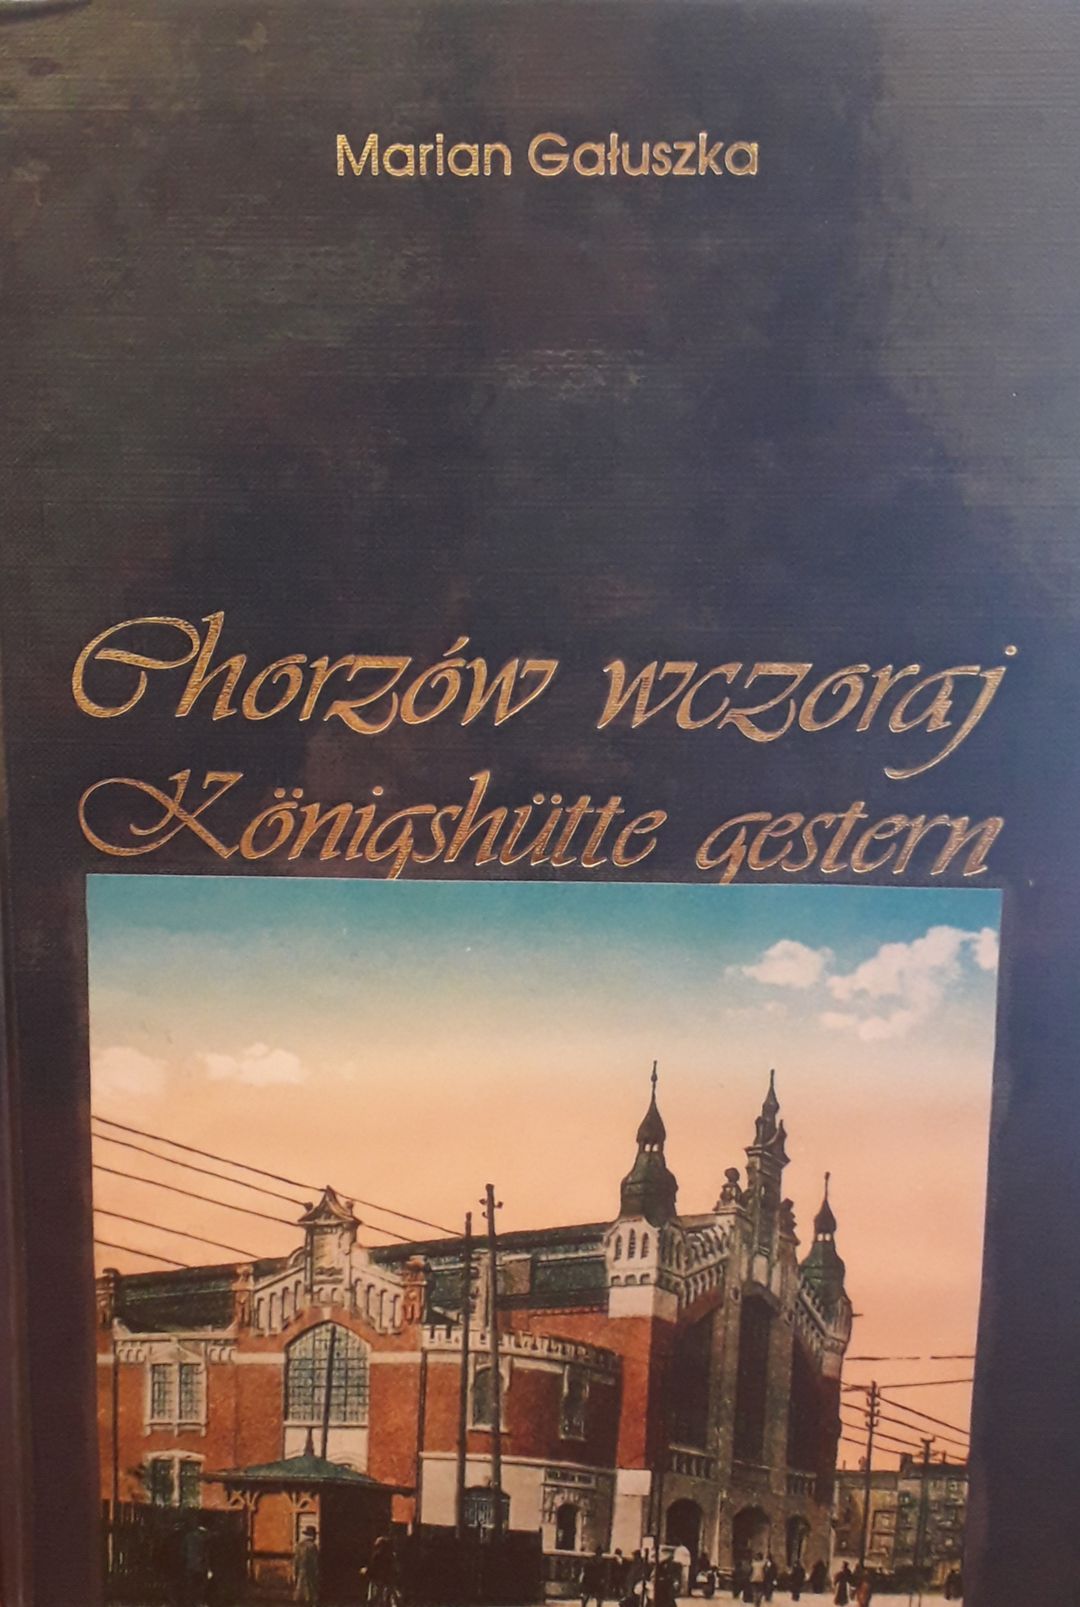 Marian Gałuszka
Chorzów wczoraj
Königshütte gestern